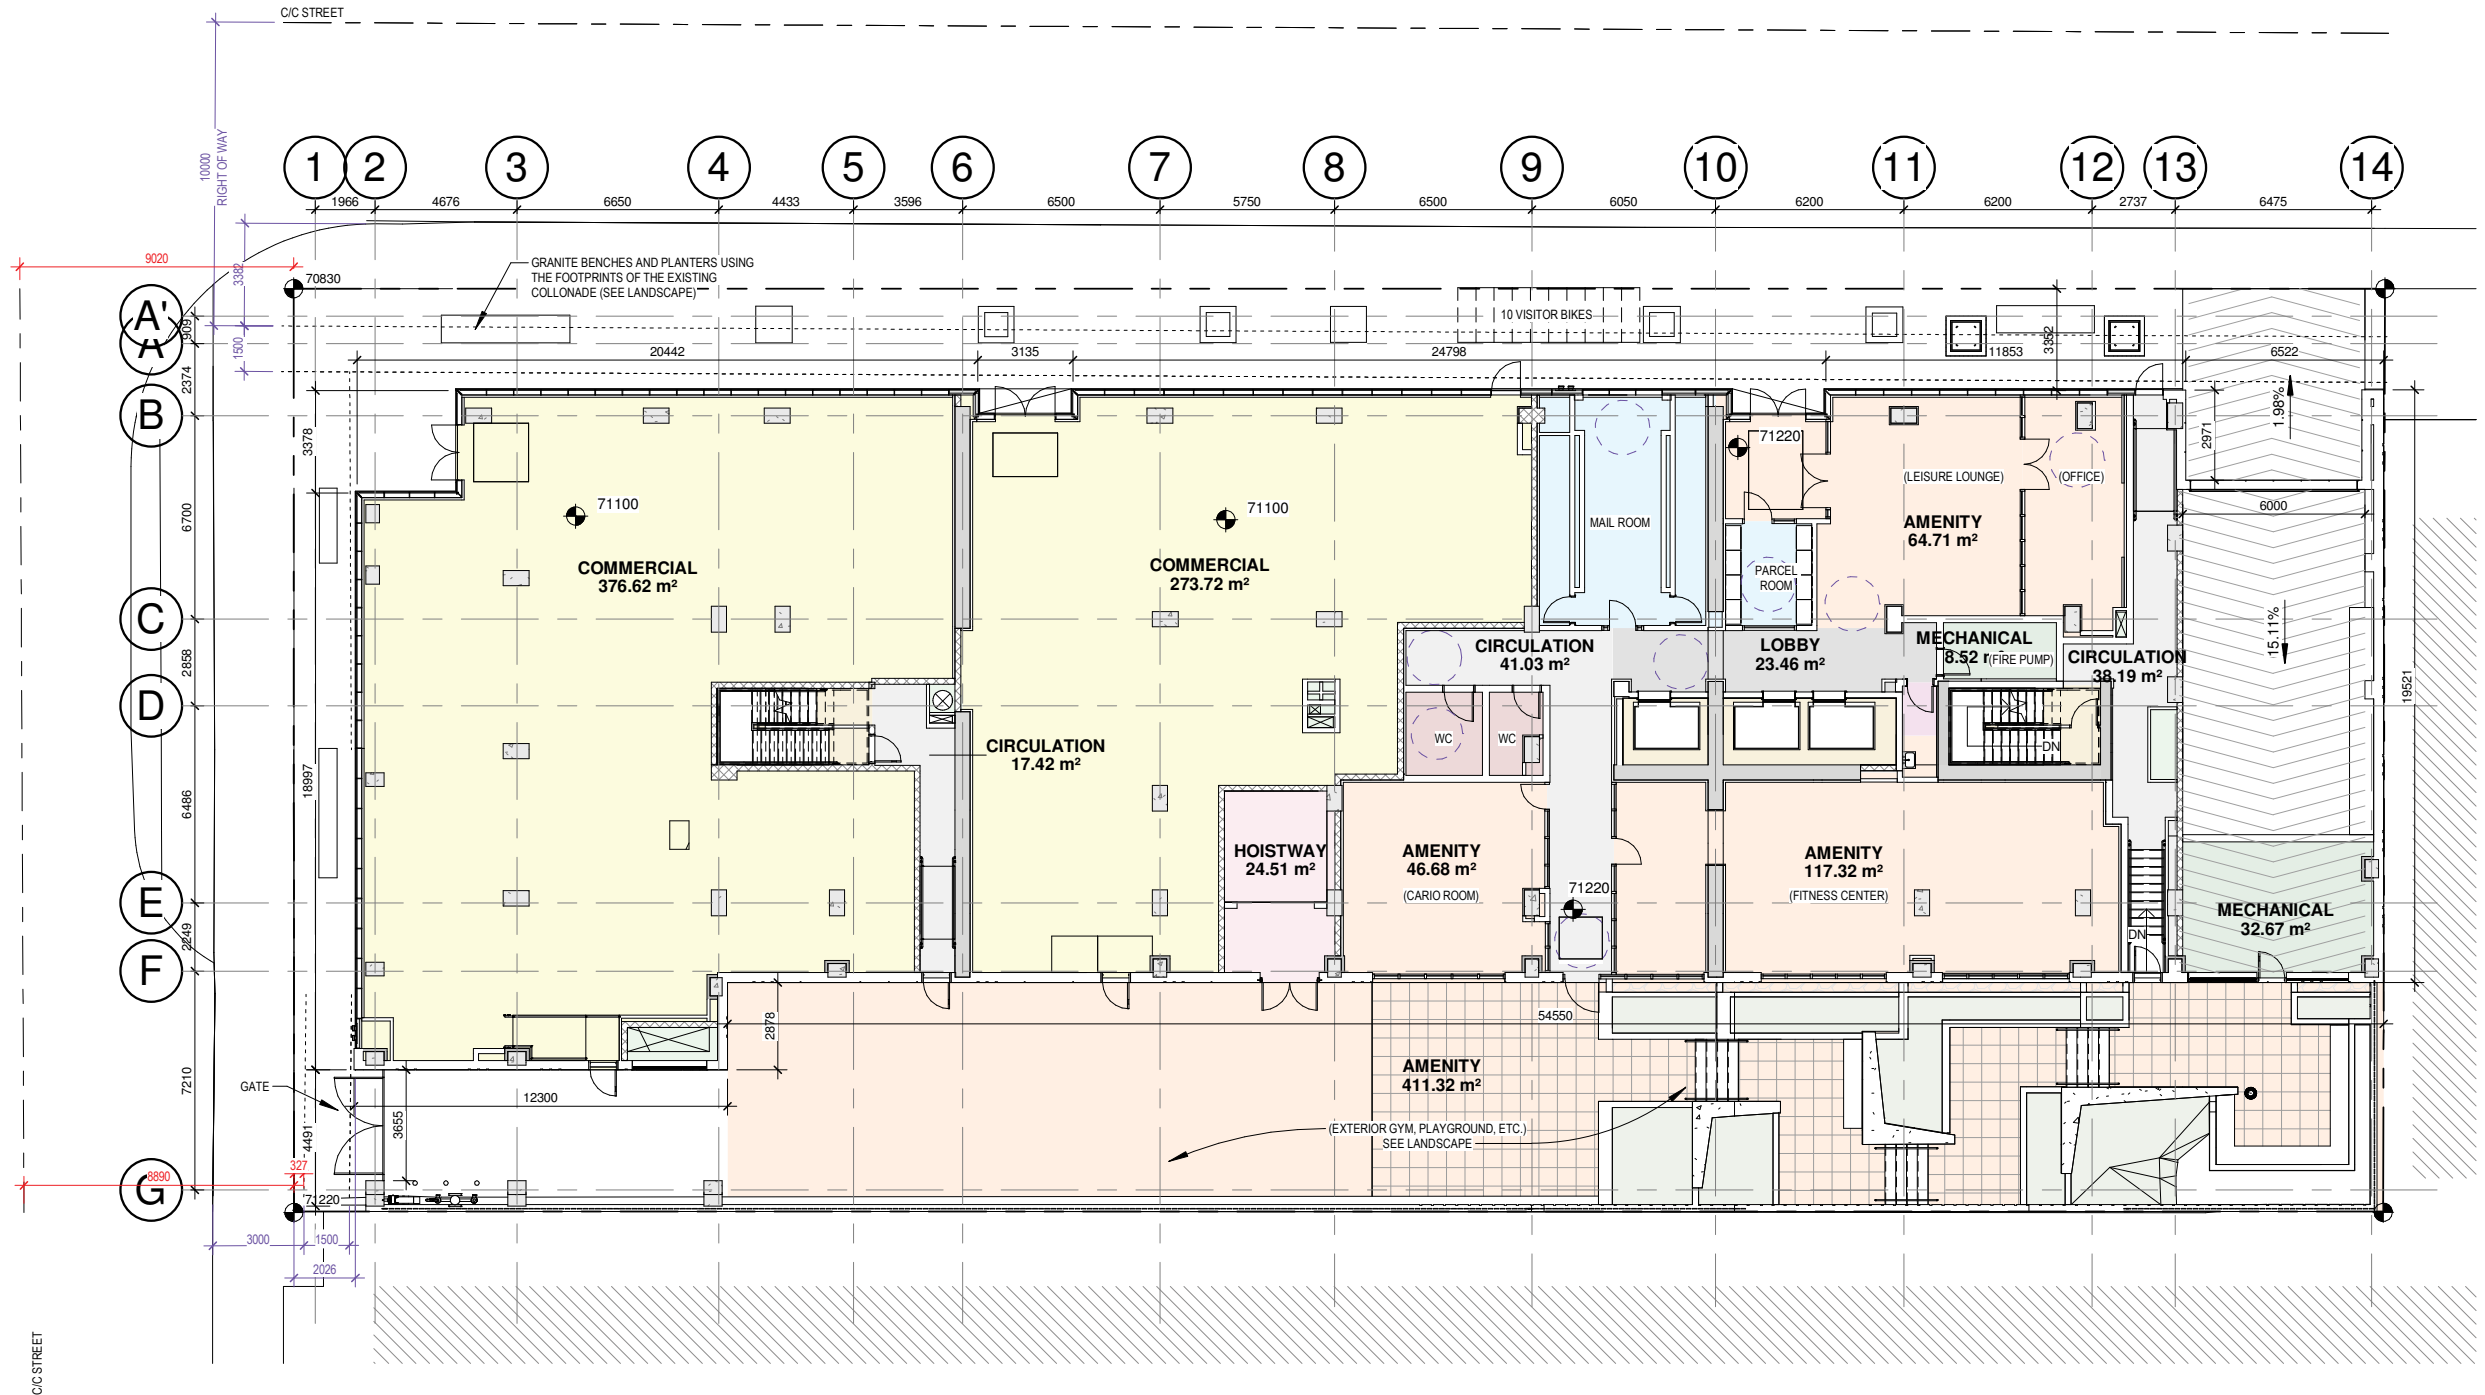 C/C STREET
10000
RIGHT OF WAY
1
2
3
4
5
6
7
8
9
10
11
12
13
14
1966
4676
6650
4433
3596
6500
5750
6500
6050
6200
6200
2737
6475
9020
3382
70830
GRANITE BENCHES AND PLANTERS USING
THE FOOTPRINTS OF THE EXISTING
COLLONADE (SEE LANDSCAPE)
A'
909
A
1500
2374
B
10 VISITOR BIKES
20442
3135
24798
11853
3352
6522
3378
1.98%
2971
71220
(LEISURE LOUNGE)
(OFFICE)
71100
71100
6700
MAIL ROOM
6000
AMENITY
64.71 m²
COMMERCIAL
376.62 m²
COMMERCIAL
273.72 m²
PARCEL
ROOM
C
15.11%
CIRCULATION
41.03 m²
LOBBY
23.46 m²
MECHANICAL
8.52
(FIRE PUMP)
CIRCULATION
38.19 m²
2858
D
19521
WC
WC
DN
CIRCULATION
17.42 m²
18997
6486
HOISTWAY
24.51 m²
AMENITY
46.68 m²
(CARIO ROOM)
71220
AMENITY
117.32 m²
(FITNESS CENTER)
E
MECHANICAL
32.67 m²
DN
2249
F
2878
54550
AMENITY
411.32 m²
GATE
12300
7210
3655
4491
(EXTERIOR GYM, PLAYGROUND, ETC.)
SEE LANDSCAPE
327
8890
G
71220
3000
1500
2026
C/C STREET